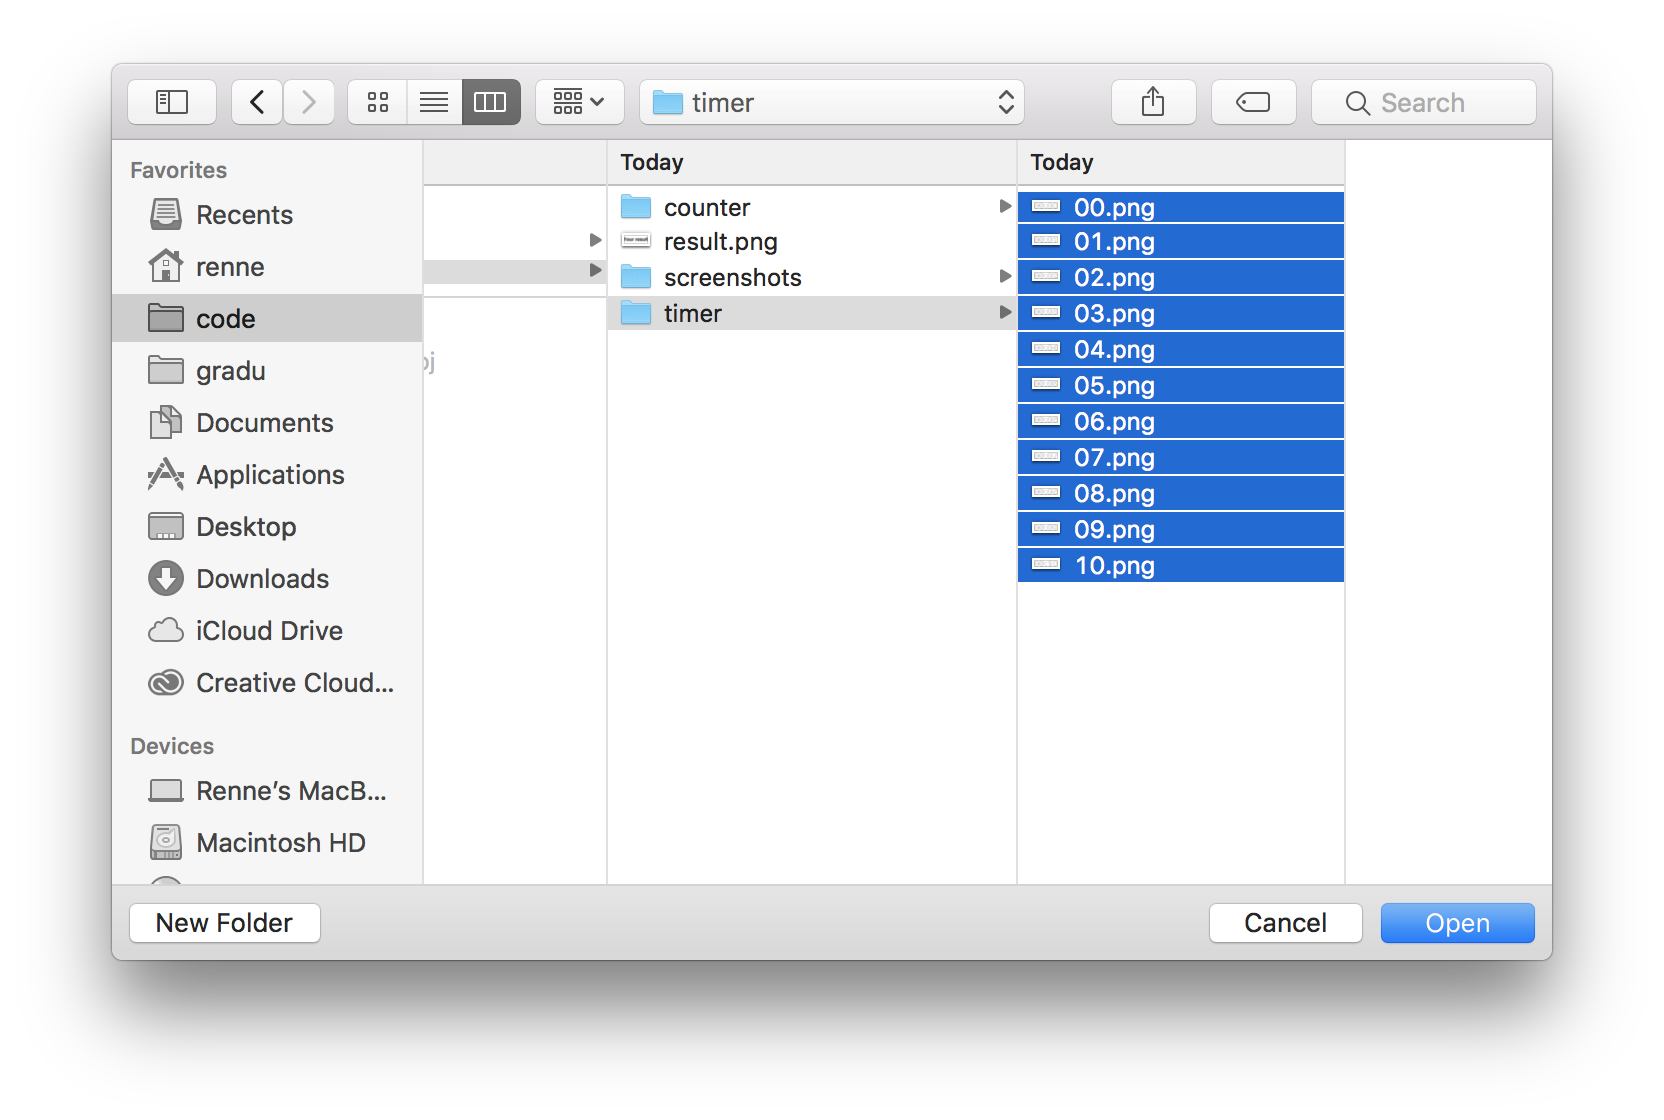 timer
Search
Favorites
Recents
renne
code
gradu
Documents
Applications
Desktop
Downloads
iCloud Drive
Creative Cloud...
Devices
Renne’s MacB...
Macintosh HD
Today
counter
result.png
screenshots
timer
Today
00.png
01.png
02.png
03.png
04.png
05.png
06.png
07.png
08.png
09.png
10.png
New Folder
Cancel
Open